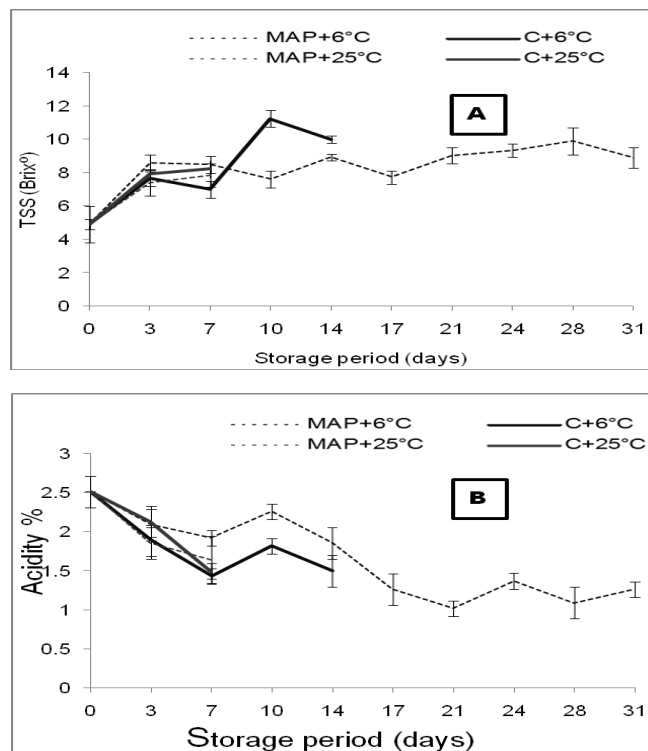 MAP+6°C C+6°C
MAP+25°C C+25°C
14
12
10
8
6
4
2
0
TSS (Brixº)
A
0 3 7 10 14 17 21 24 28 31
Storage period (days)
MAP+6°C C+6°C
MAP+25°C C+25°C
3
2.5
2
1.5
1
0.5
0
Acidity %
B
0 3 7 10 14 17 21 24 28 31
Storage period (days)